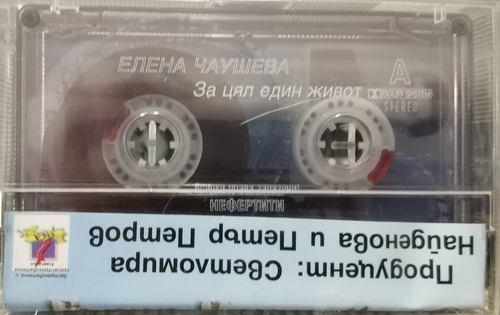 ЕЛЕНА ЧАУШЕВА
A
За цял един живот
DOLBY SYSTEM
STEREO
НЕФЕРТИТИ
Продуцент: Светломира
Найденова и Петър Петров